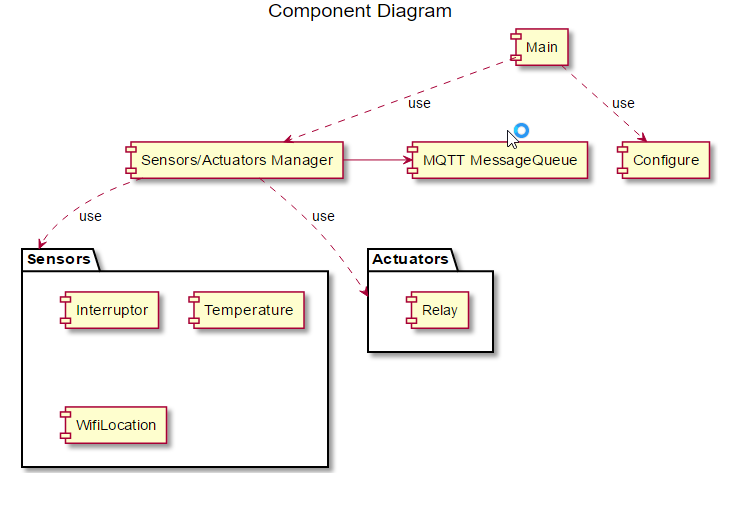 Component Diagram
Main
use
use
Sensors/Actuators Manager
MQTT MessageQueue
Configure
use
use
Sensors
Actuators
Interruptor
Temperature
Relay
WifiLocation